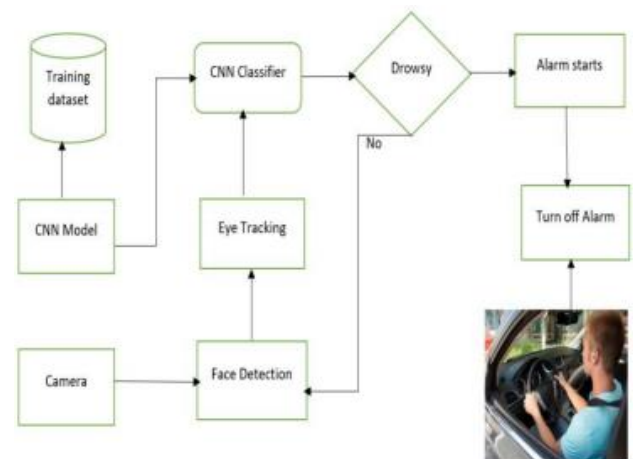 Training
dataset
CNN Classifier
Drowsy
Alarm starts
No
CNN Model
Eye Tracking
Turn off Alarm
Camera
Face Detection